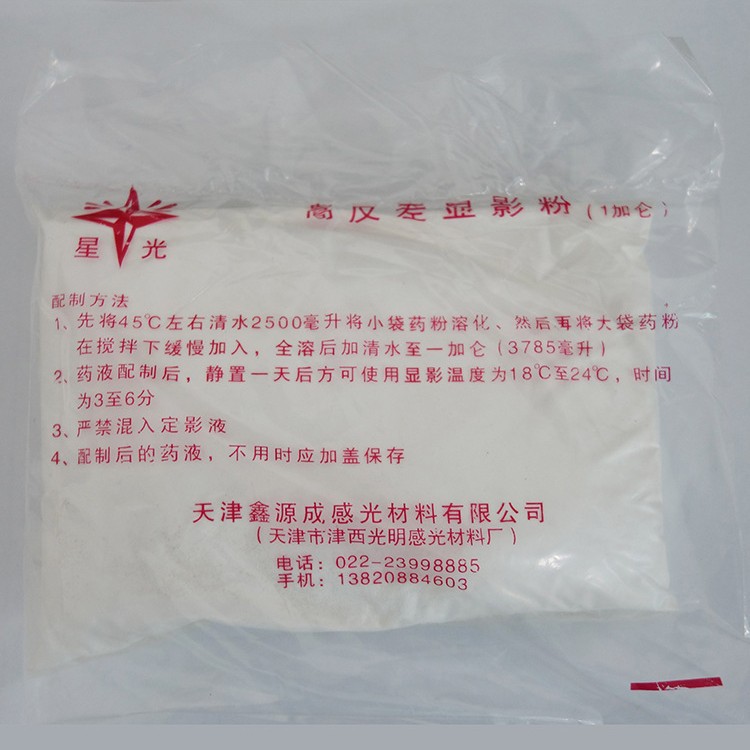 高反差显影粉（1加仑）
星光
配制方法
1、先将45℃左右清水2500毫升将小袋药粉溶化、然后再将大袋药粉
在搅拌下缓慢加入，全溶后加清水至一加仑（3785毫升）
2、药液配制后，静置一天后方可使用显影温度为18℃至24℃，时间
为3至6分
3、严禁混入定影液
4、配制后的药液，不用时应加盖保存
天津鑫源成感光材料有限公司
（天津市津西光明感光材料厂）
电话：022-23998885
手机：13820884603